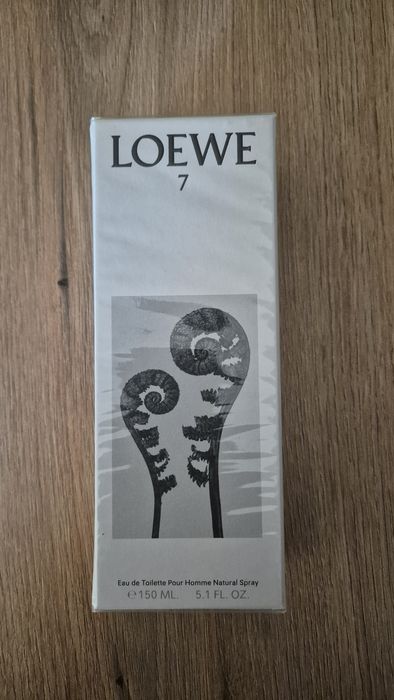 LOEWE
7
Eau de Toilette Pour Homme Natural Spray
℮150 ML. 5.1 FL. OZ.